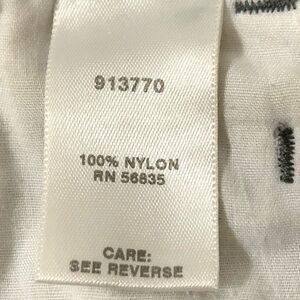 913770
100% NYLON
RN 56835
CARE:
SEE REVERSE